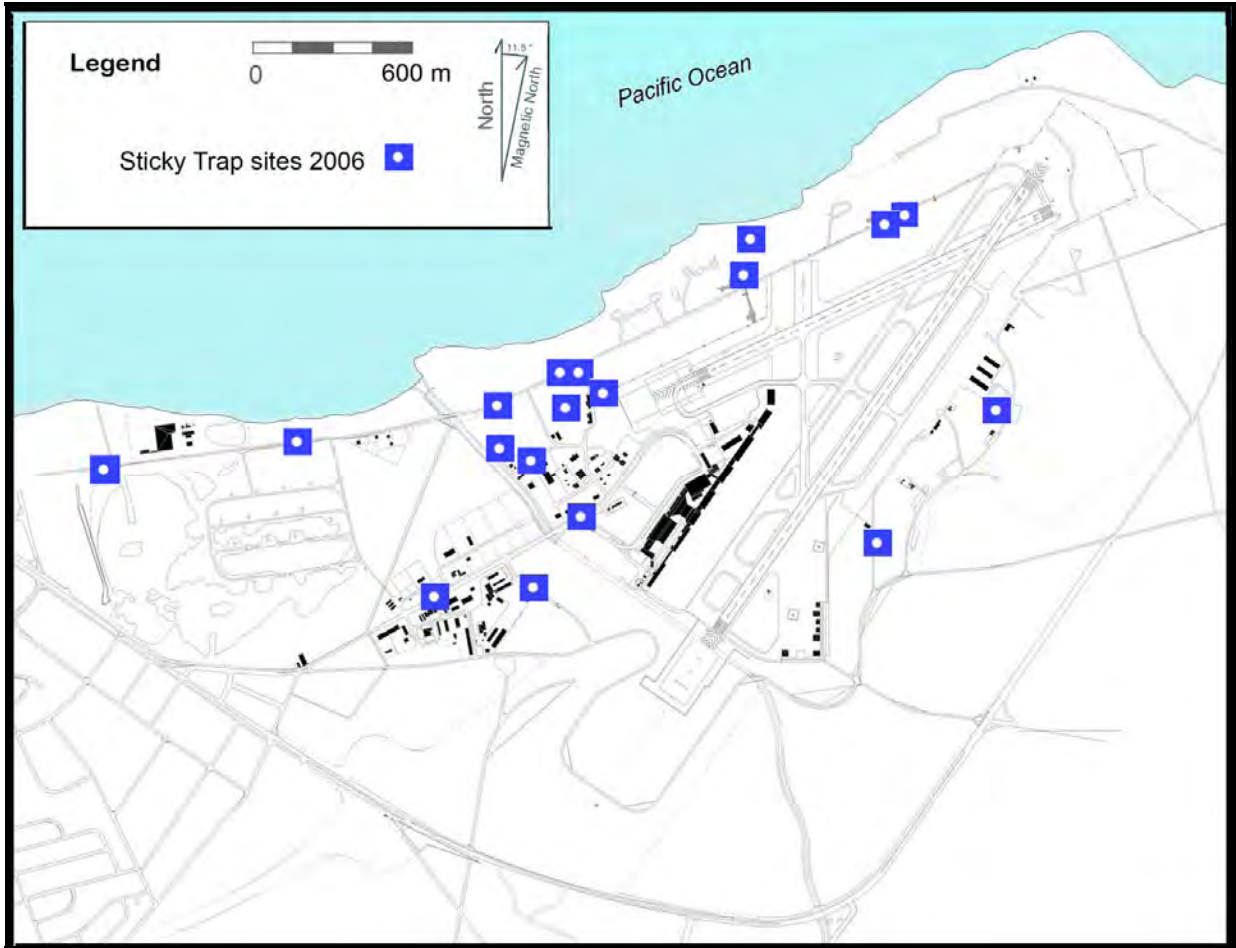 Legend
0 600 m
Sticky Trap sites 2006
11.5 °
North
Magnetic North
Pacific Ocean